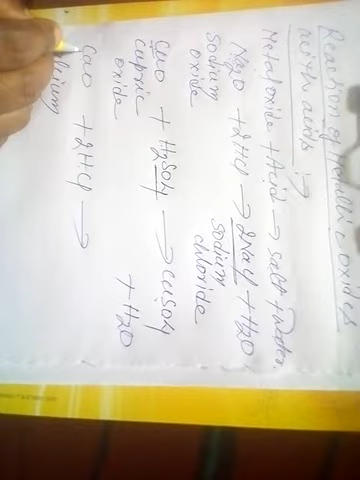 Reaction of Metallic oxides
with acids
Metal oxide + Acid → salt + water.
Na2O + 2HCl → 2NaCl + H2O
sodium oxide sodium chloride
CuO + H2SO4 → CuSO4 + H2O
cupric oxide
CaO + 2HCl →